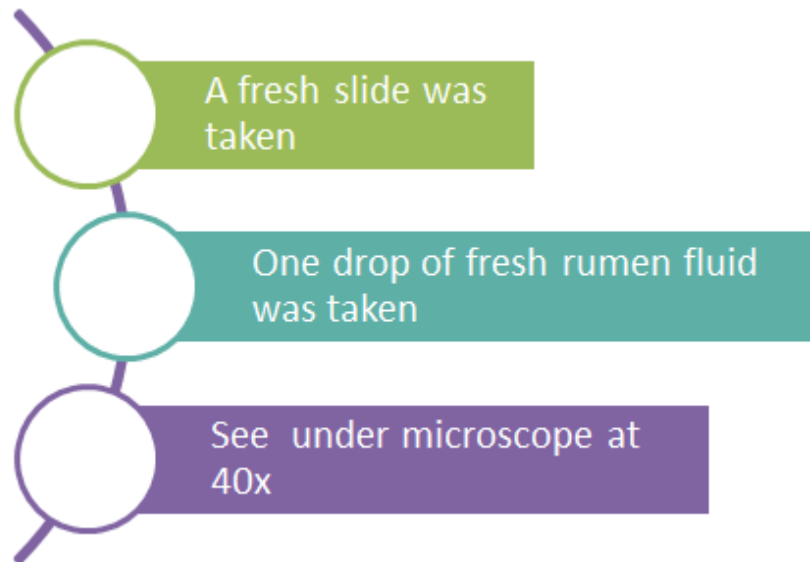 A fresh slide was
taken
One drop of fresh rumen fluid
was taken
See  under microscope at
40x